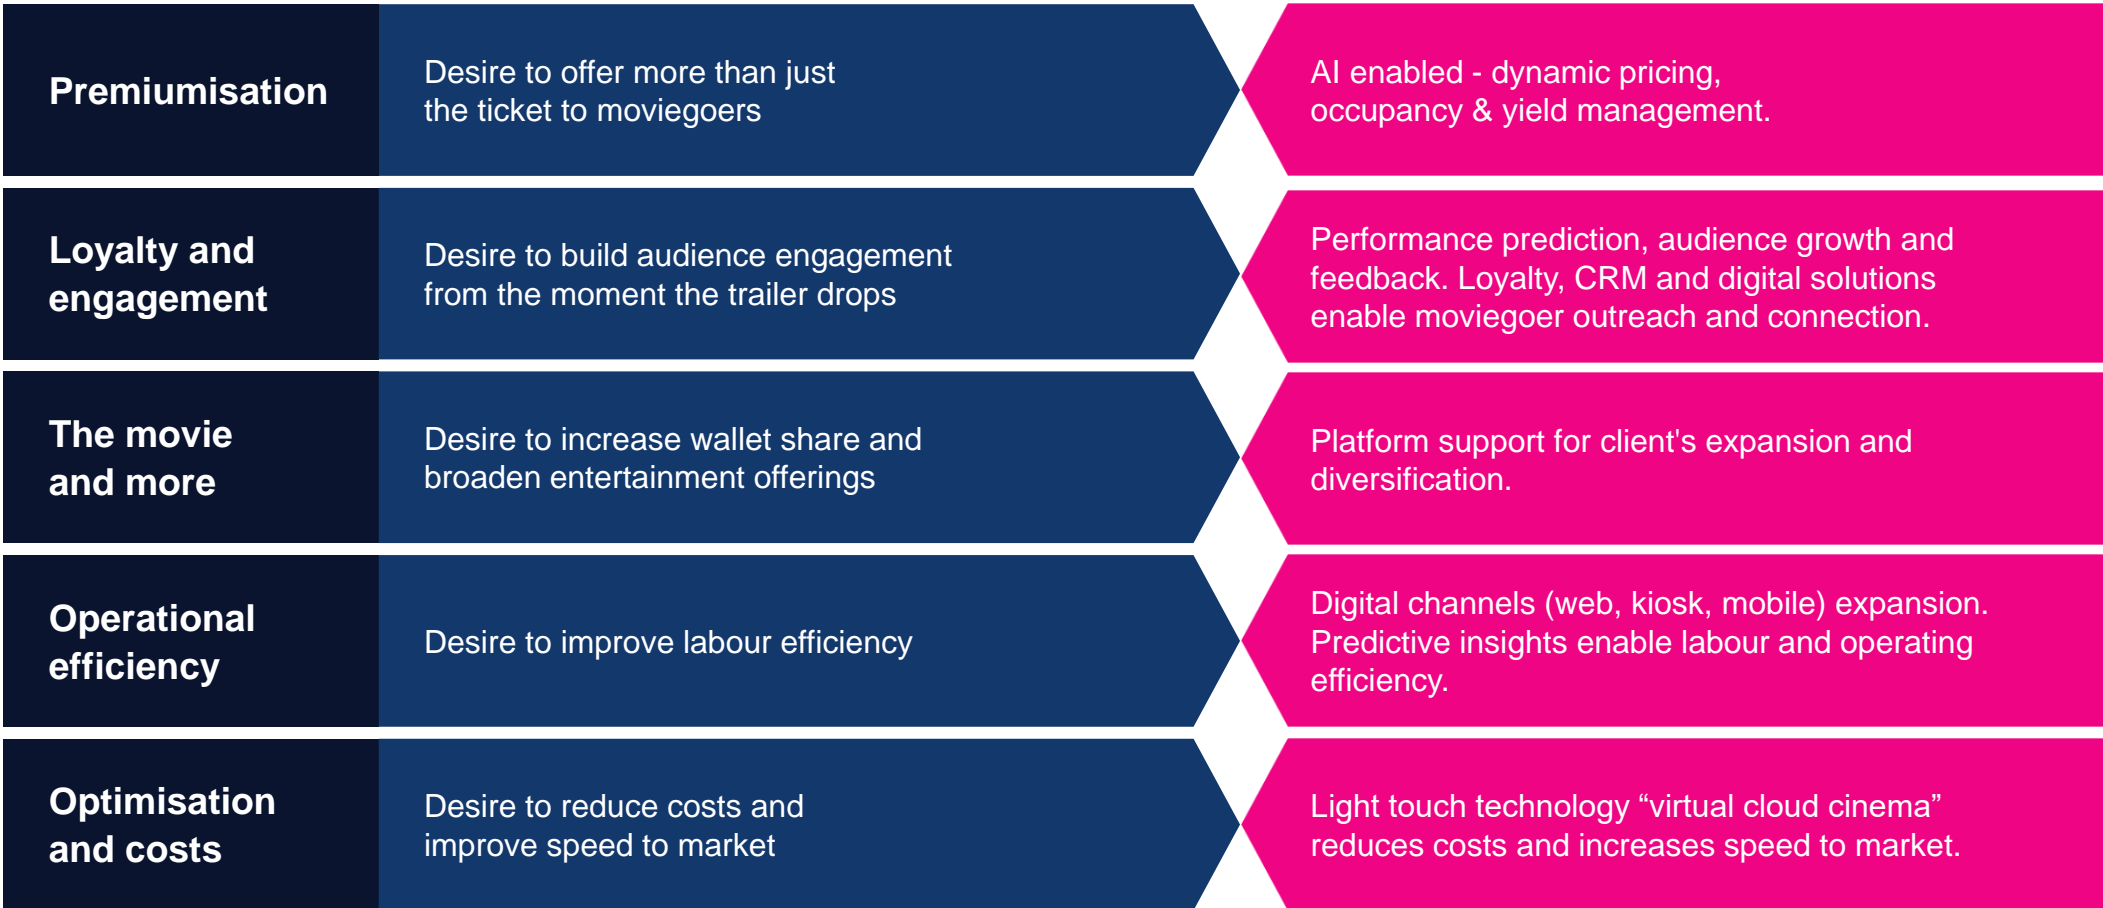 Premiumisation
Desire to offer more than just
the ticket to moviegoers
AI enabled - dynamic pricing,
occupancy & yield management.
Loyalty and
engagement
Desire to build audience engagement
from the moment the trailer drops
Performance prediction, audience growth and
feedback. Loyalty, CRM and digital solutions
enable moviegoer outreach and connection.
The movie
and more
Desire to increase wallet share and
broaden entertainment offerings
Platform support for client's expansion and
diversification.
Operational
efficiency
Desire to improve labour efficiency
Digital channels (web, kiosk, mobile) expansion.
Predictive insights enable labour and operating
efficiency.
Optimisation
and costs
Desire to reduce costs and
improve speed to market
Light touch technology “virtual cloud cinema”
reduces costs and increases speed to market.